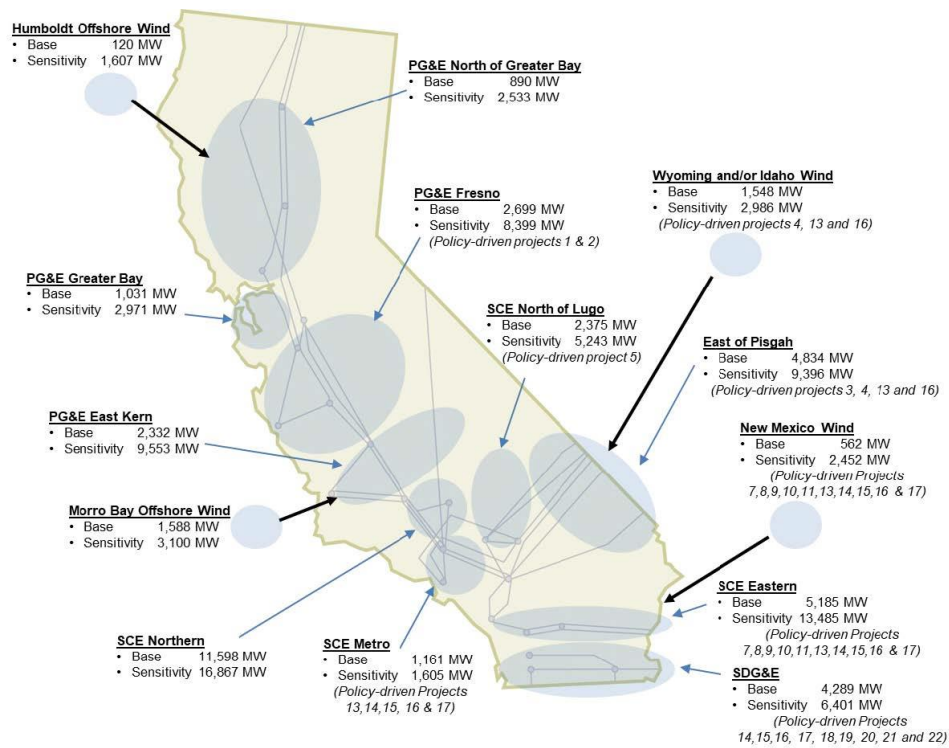 Humboldt Offshore Wind
• Base 120 MW
• Sensitivity 1,607 MW
PG&E North of Greater Bay
• Base 890 MW
• Sensitivity 2,533 MW
Wyoming and/or Idaho Wind
• Base 1,548 MW
• Sensitivity 2,986 MW
(Policy-driven projects 4, 13 and 16)
PG&E Fresno
• Base 2,699 MW
• Sensitivity 8,399 MW
(Policy-driven projects 1 & 2)
PG&E Greater Bay
• Base 1,031 MW
• Sensitivity 2,971 MW
SCE North of Lugo
• Base 2,375 MW
• Sensitivity 5,243 MW
(Policy-driven project 5)
East of Pisgah
• Base 4,834 MW
• Sensitivity 9,396 MW
(Policy-driven projects 3, 4, 13 and 16)
PG&E East Kern
• Base 2,332 MW
• Sensitivity 9,553 MW
New Mexico Wind
• Base 562 MW
• Sensitivity 2,452 MW
(Policy-driven Projects
7,8,9,10,11,13,14,15,16 & 17)
Morro Bay Offshore Wind
• Base 1,588 MW
• Sensitivity 3,100 MW
SCE Eastern
• Base 5,185 MW
• Sensitivity 13,485 MW
(Policy-driven Projects
7,8,9,10,11,13,14,15,16 & 17)
SCE Northern
• Base 11,598 MW
• Sensitivity 16,867 MW
SCE Metro
• Base 1,161 MW
• Sensitivity 1,605 MW
(Policy-driven Projects
13,14,15, 16 & 17)
SDG&E
• Base 4,289 MW
• Sensitivity 6,401 MW
(Policy-driven Projects
14,15,16, 17, 18,19, 20, 21 and 22)